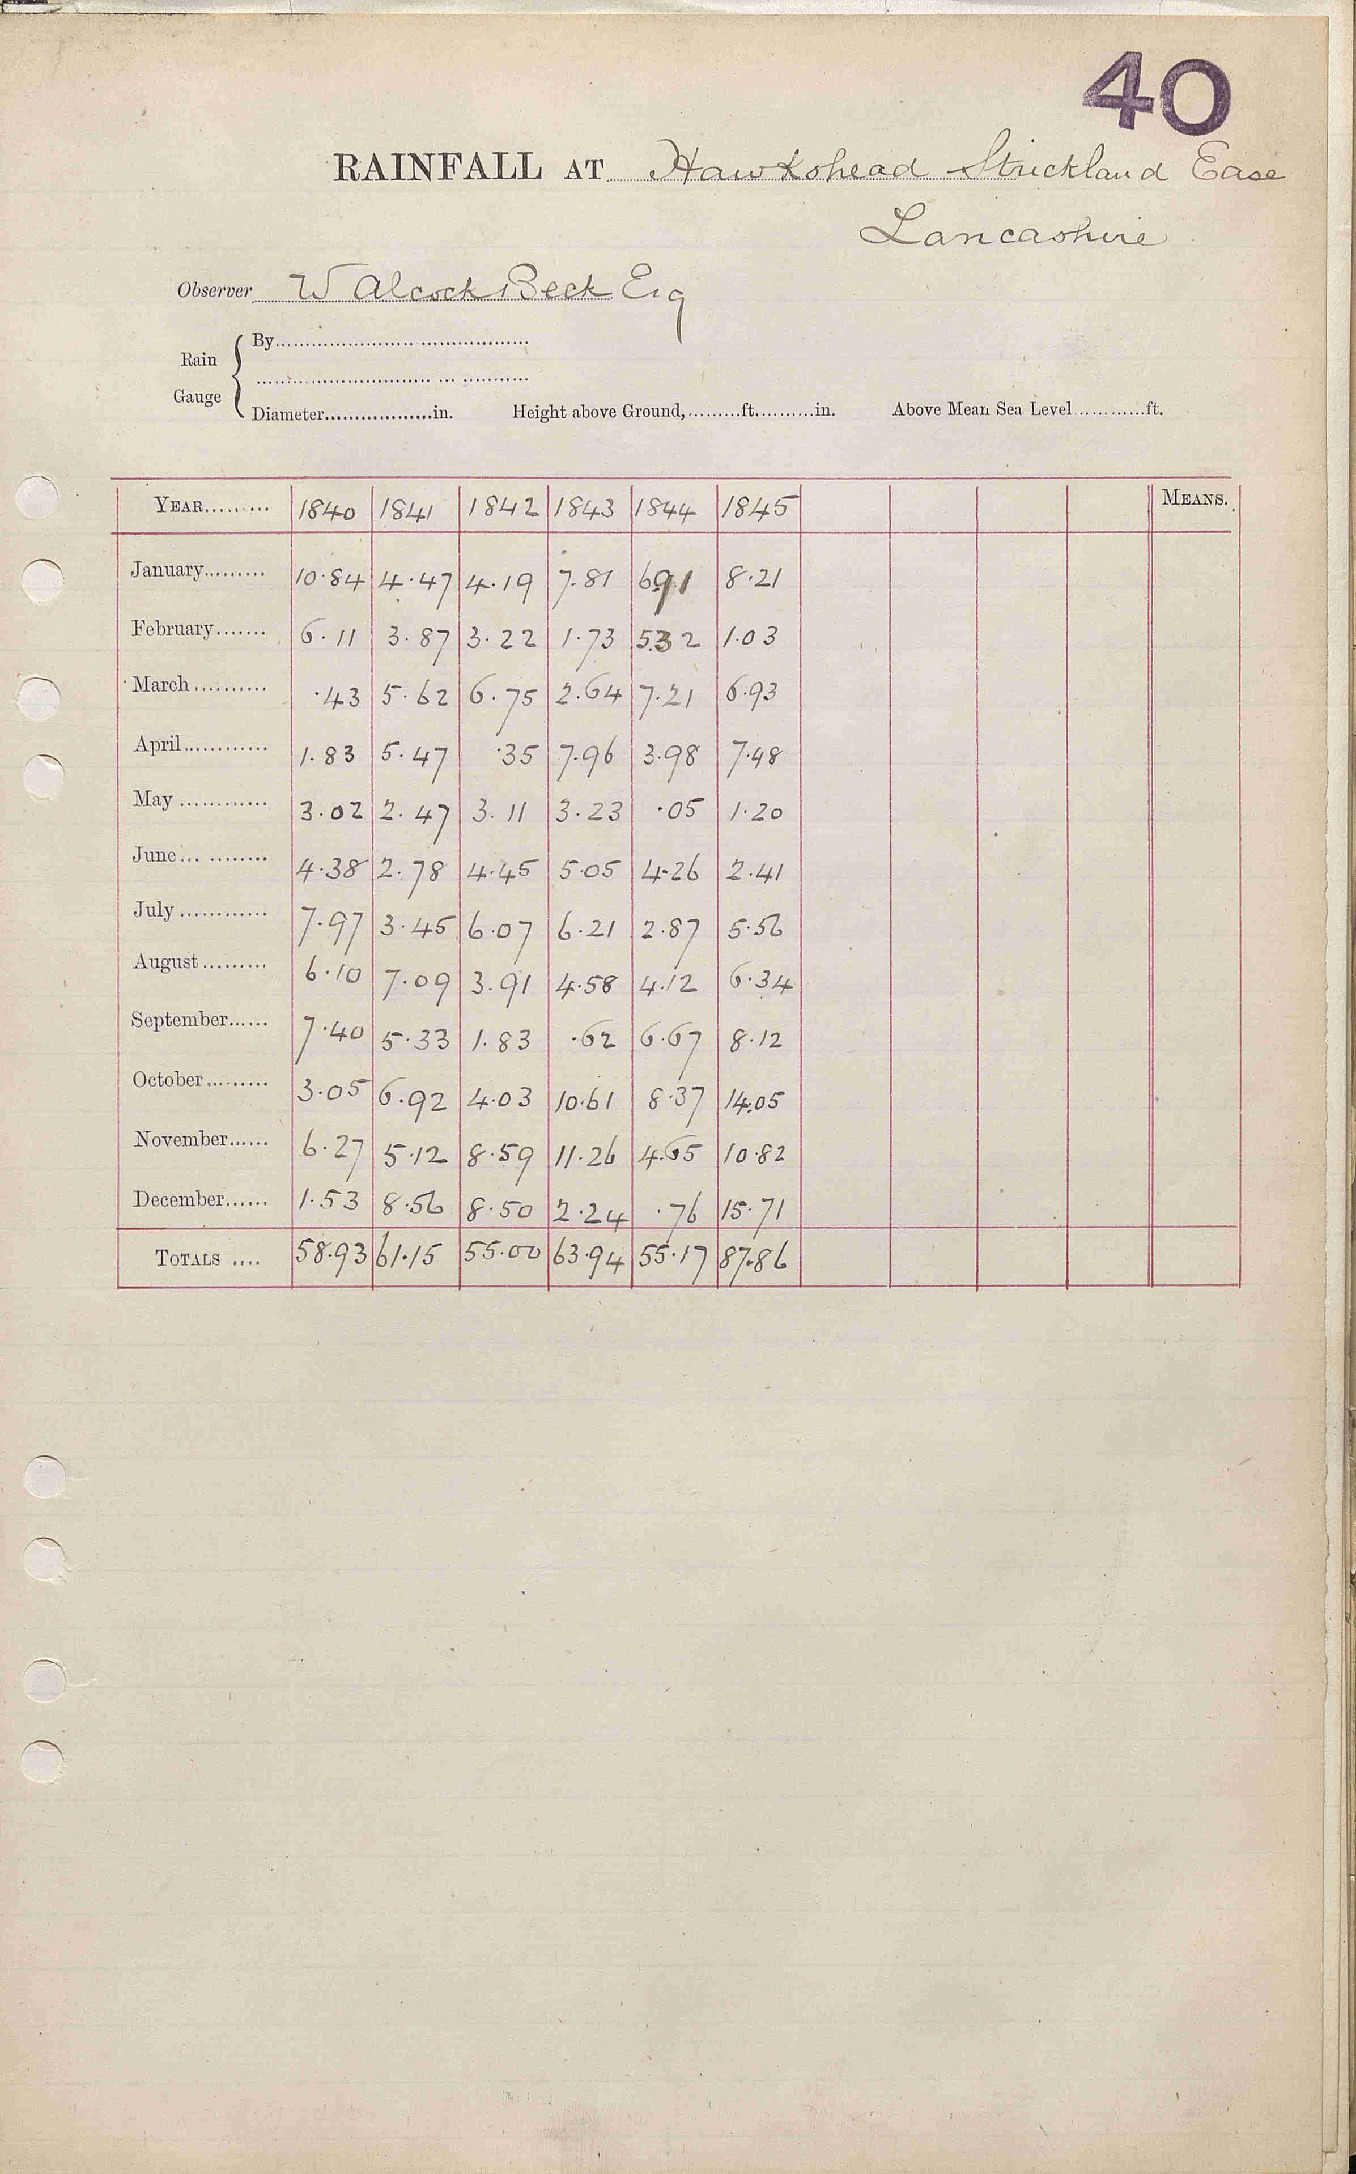 40
RAINFALL AT Hawkshead Strickland Ease
Lancashire
Observer W Alcock Beck Esq
Rain Gauge { By
Diameter in. Height above Ground, ft. in. Above Mean Sea Level ft.
YEAR 1840 1841 1842 1843 1844 1845 MEANS.
January 10.84 4.47 4.19 7.81 6.91 8.21
February 6.11 3.87 3.22 1.73 5.32 1.03
March .43 5.62 6.75 2.64 7.21 6.93
April 1.83 5.47 .35 7.96 3.98 7.48
May 3.02 2.47 3.11 3.23 .05 1.20
June 4.38 2.78 4.45 5.05 4.26 2.41
July 7.97 3.45 6.07 6.21 2.87 5.56
August 6.10 7.09 3.91 4.58 4.12 6.34
September 7.40 5.33 1.83 .62 6.67 8.12
October 3.05 6.92 4.03 10.61 8.37 14.05
November 6.27 5.12 8.59 11.26 4.65 10.82
December 1.53 8.56 8.50 2.24 .76 15.71
TOTALS 58.93 61.15 55.00 63.94 55.17 87.86